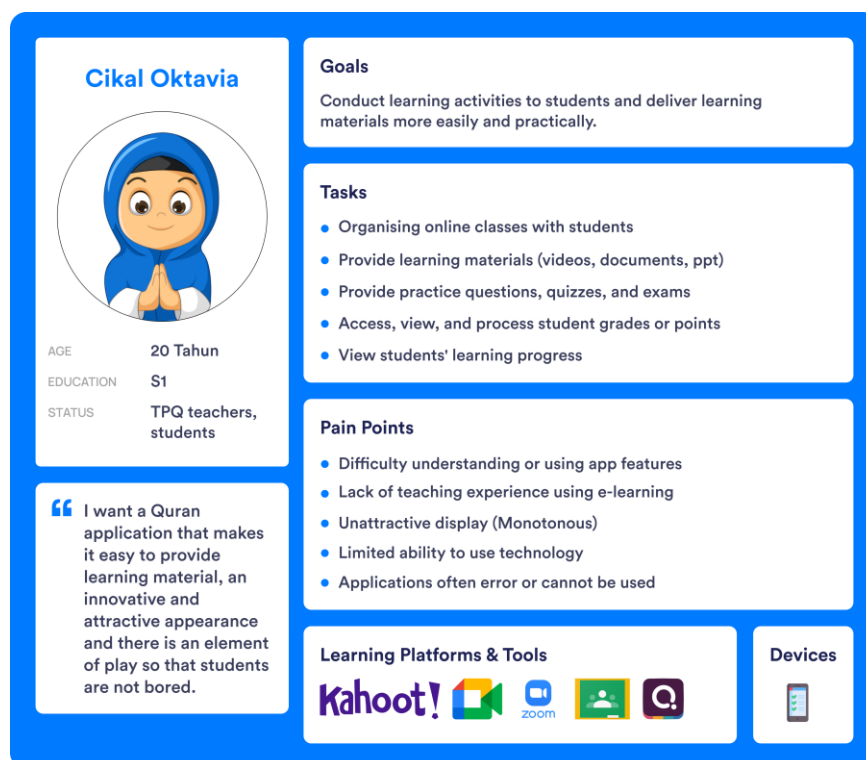 Cikal Oktavia
AGE 20 Tahun
EDUCATION S1
STATUS TPQ teachers,
students
I want a Quran
application that makes
it easy to provide
learning material, an
innovative and
attractive appearance
and there is an element
of play so that students
are not bored.
Goals
Conduct learning activities to students and deliver learning
materials more easily and practically.
Tasks
Organising online classes with students
Provide learning materials (videos, documents, ppt)
Provide practice questions, quizzes, and exams
Access, view, and process student grades or points
View students' learning progress
Pain Points
Difficulty understanding or using app features
Lack of teaching experience using e-learning
Unattractive display (Monotonous)
Limited ability to use technology
Applications often error or cannot be used
Learning Platforms & Tools
Kahoot!
zoom
Q
Devices